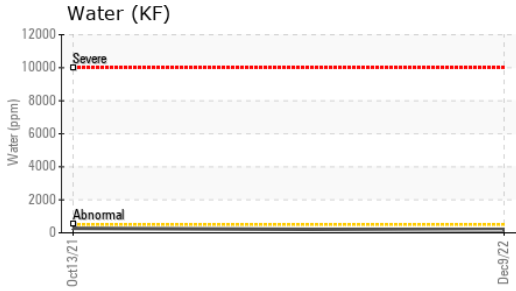 Water (KF)
12000
Severe
10000
8000
Water (ppm)
6000
4000
2000
Abnormal
0
Oct13/21
Dec9/22